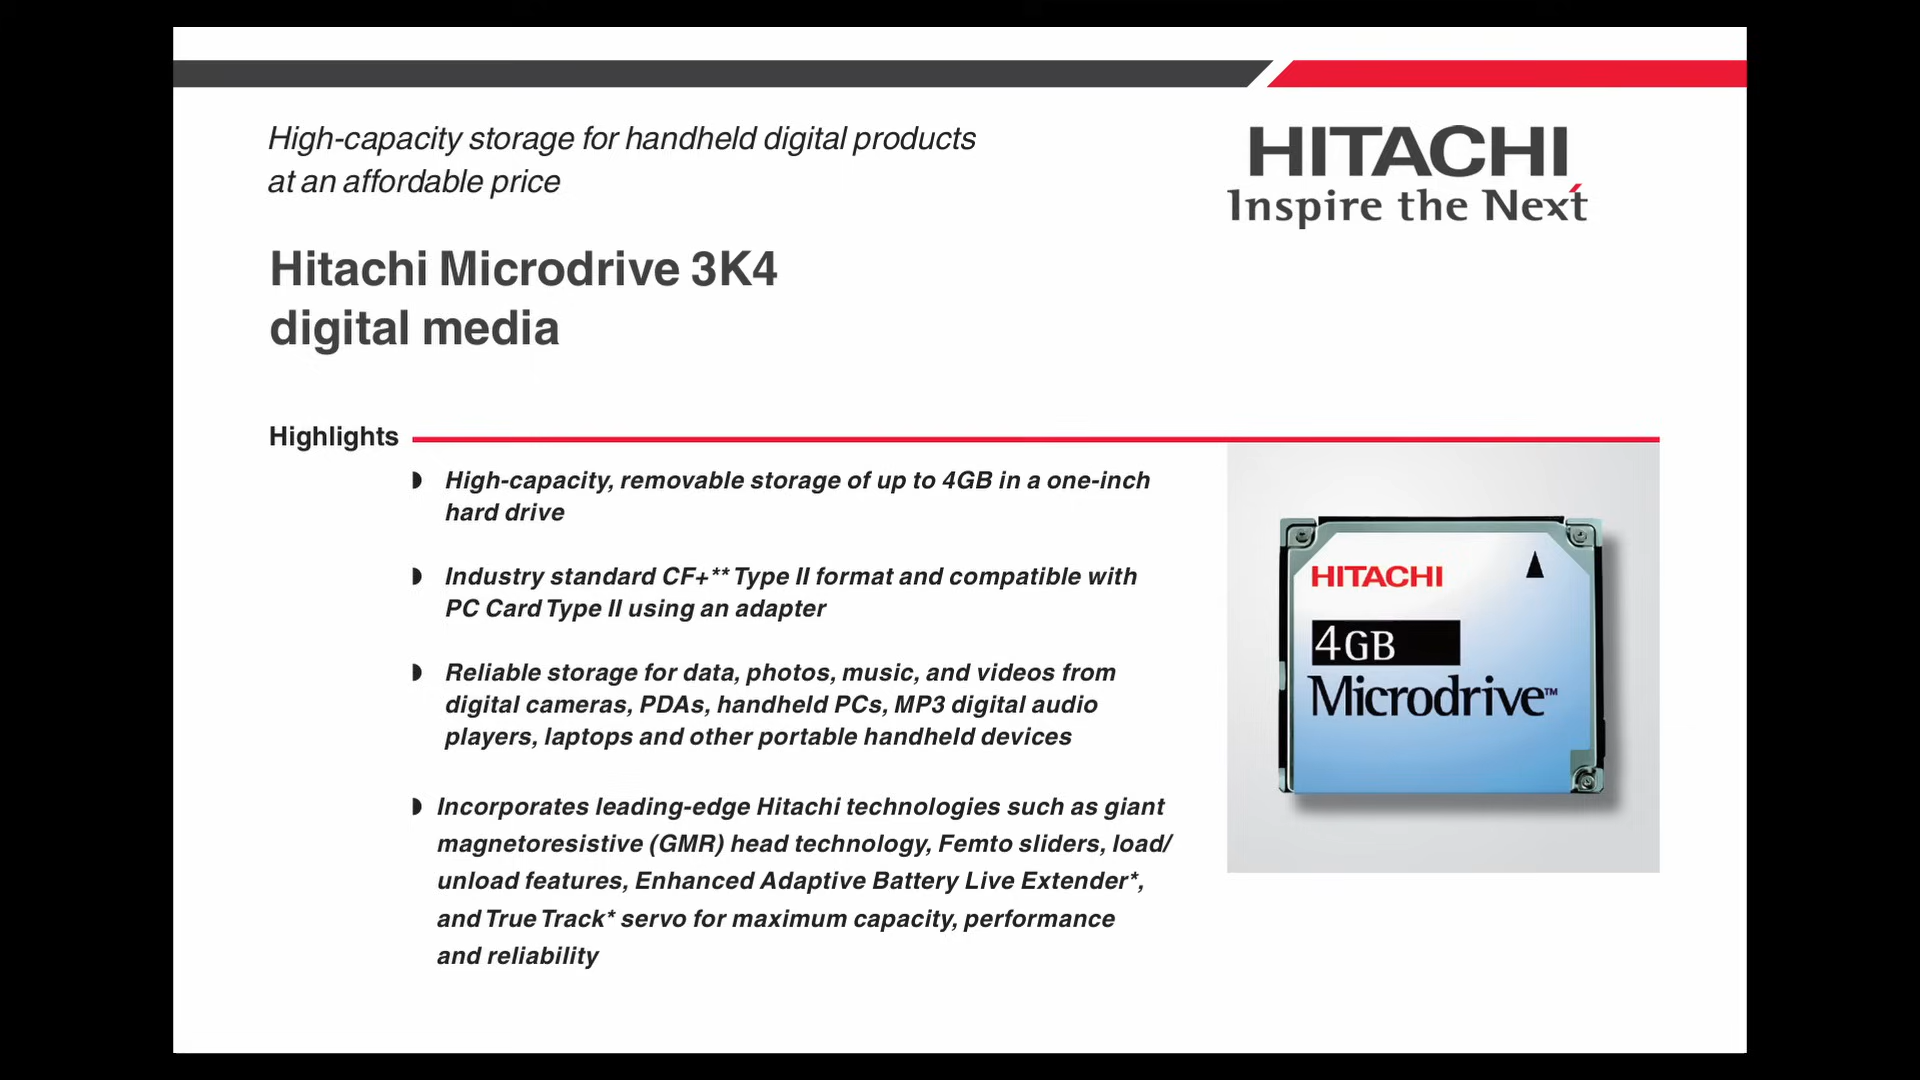 High-capacity storage for handheld digital products
at an affordable price
HITACHI
Inspire the Next
Hitachi Microdrive 3K4
digital media
Highlights
High-capacity, removable storage of up to 4GB in a one-inch
hard drive
Industry standard CF+** Type II format and compatible with
PC Card Type II using an adapter
Reliable storage for data, photos, music, and videos from
digital cameras, PDAs, handheld PCs, MP3 digital audio
players, laptops and other portable handheld devices
Incorporates leading-edge Hitachi technologies such as giant
magnetoresistive (GMR) head technology, Femto sliders, load/
unload features, Enhanced Adaptive Battery Live Extender*,
and True Track* servo for maximum capacity, performance
and reliability
HITACHI
4GB
Microdrive™